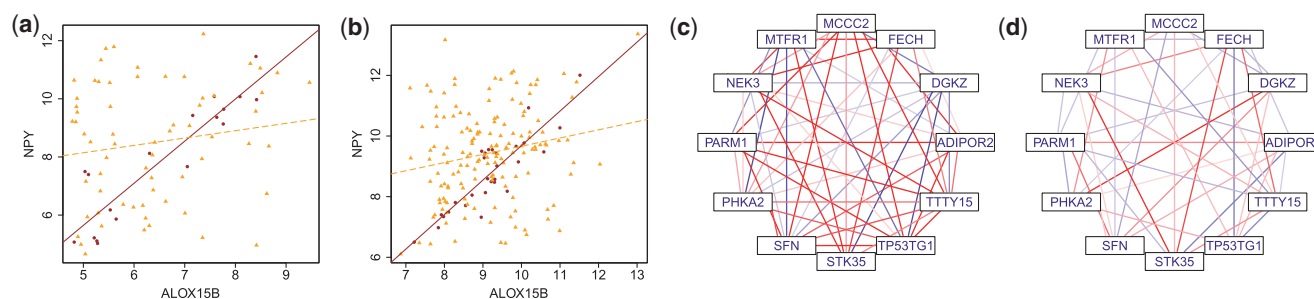 (a)
12
10
8
6
NPY
5
6
7
8
9
ALOX15B
(b)
14
12
10
8
6
NPY
7
8
9
10
11
12
13
ALOX15B
(c)
MCCC2
MTFR1
FECH
NEK3
DGKZ
PARM1
ADIPOR2
PHKA2
TTTY15
SFN
TP53TG1
STK35
(d)
MCCC2
MTFR1
FECH
NEK3
DGKZ
PARM1
ADIPOR
PHKA2
TTTY15
SFN
TP53TG1
STK35